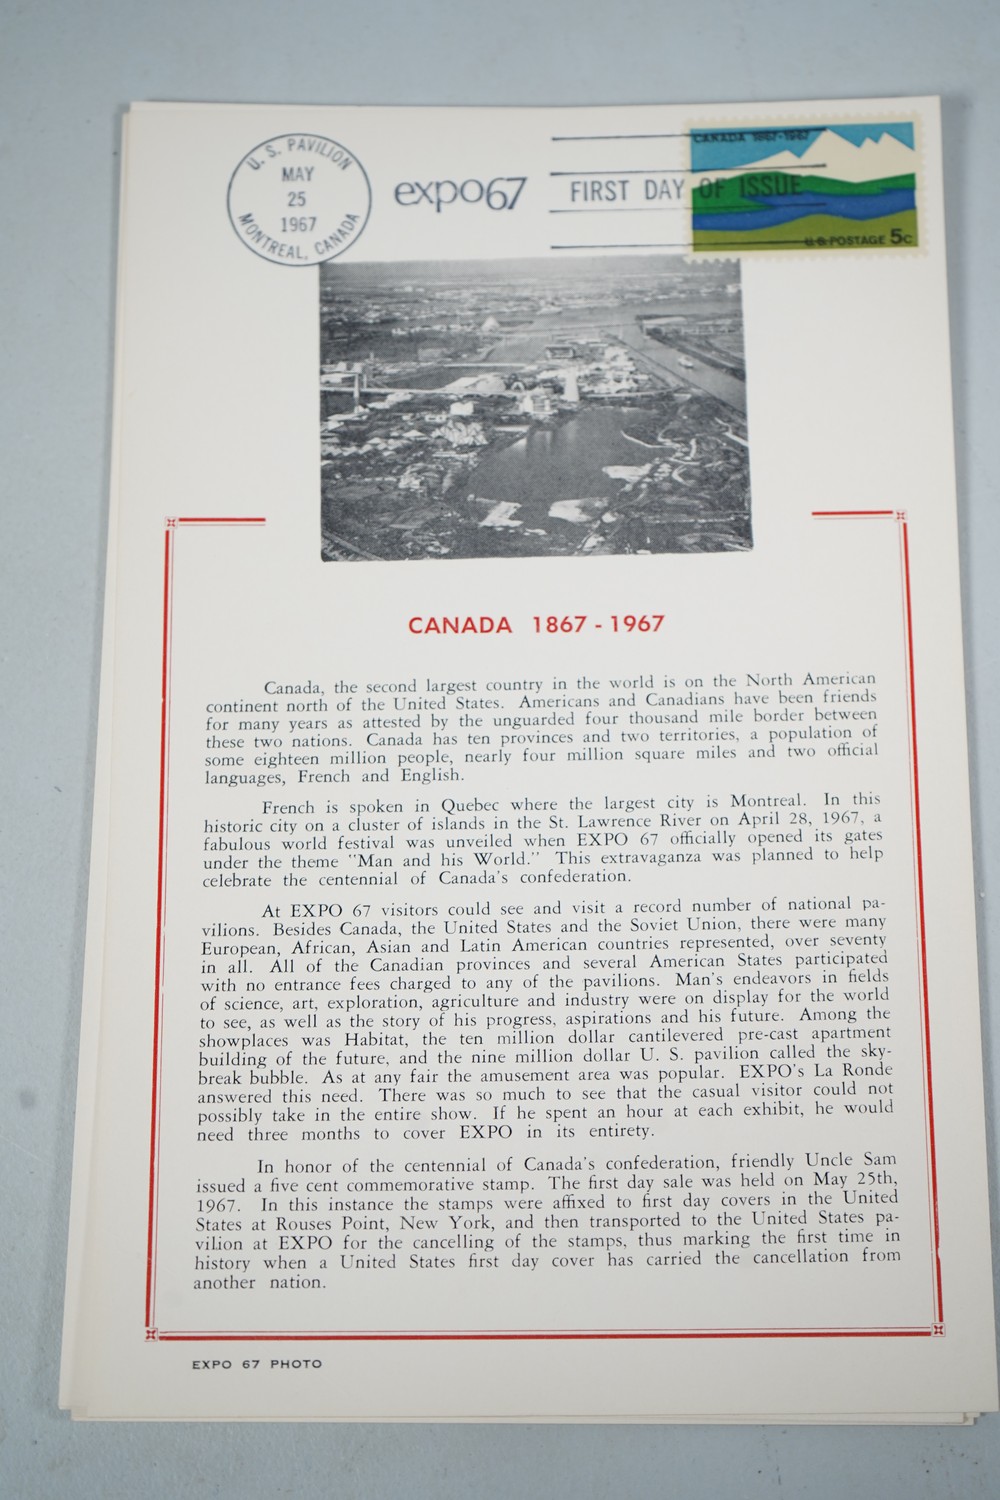 U. S. PAVILION
MAY
25
1967
MONTREAL, CANADA
expo67
FIRST DAY OF ISSUE
CANADA 1867-1967
U.S. POSTAGE 5c
CANADA 1867 - 1967
Canada, the second largest country in the world is on the North American
continent north of the United States. Americans and Canadians have been friends
for many years as attested by the unguarded four thousand mile border between
these two nations. Canada has ten provinces and two territories, a population of
some eighteen million people, nearly four million square miles and two official
languages, French and English.
French is spoken in Quebec where the largest city is Montreal. In this
historic city on a cluster of islands in the St. Lawrence River on April 28, 1967, a
fabulous world festival was unveiled when EXPO 67 officially opened its gates
under the theme "Man and his World." This extravaganza was planned to help
celebrate the centennial of Canada's confederation.
At EXPO 67 visitors could see and visit a record number of national pa-
vilions. Besides Canada, the United States and the Soviet Union, there were many
European, African, Asian and Latin American countries represented, over seventy
in all. All of the Canadian provinces and several American States participated
with no entrance fees charged to any of the pavilions. Man's endeavors in fields
of science, art, exploration, agriculture and industry were on display for the world
to see, as well as the story of his progress, aspirations and his future. Among the
showplaces was Habitat, the ten million dollar cantilevered pre-cast apartment
building of the future, and the nine million dollar U. S. pavilion called the sky-
break bubble. As at any fair the amusement area was popular. EXPO's La Ronde
answered this need. There was so much to see that the casual visitor could not
possibly take in the entire show. If he spent an hour at each exhibit, he would
need three months to cover EXPO in its entirety.
In honor of the centennial of Canada's confederation, friendly Uncle Sam
issued a five cent commemorative stamp. The first day sale was held on May 25th,
1967. In this instance the stamps were affixed to first day covers in the United
States at Rouses Point, New York, and then transported to the United States pa-
vilion at EXPO for the cancelling of the stamps, thus marking the first time in
history when a United States first day cover has carried the cancellation from
another nation.
EXPO 67 PHOTO